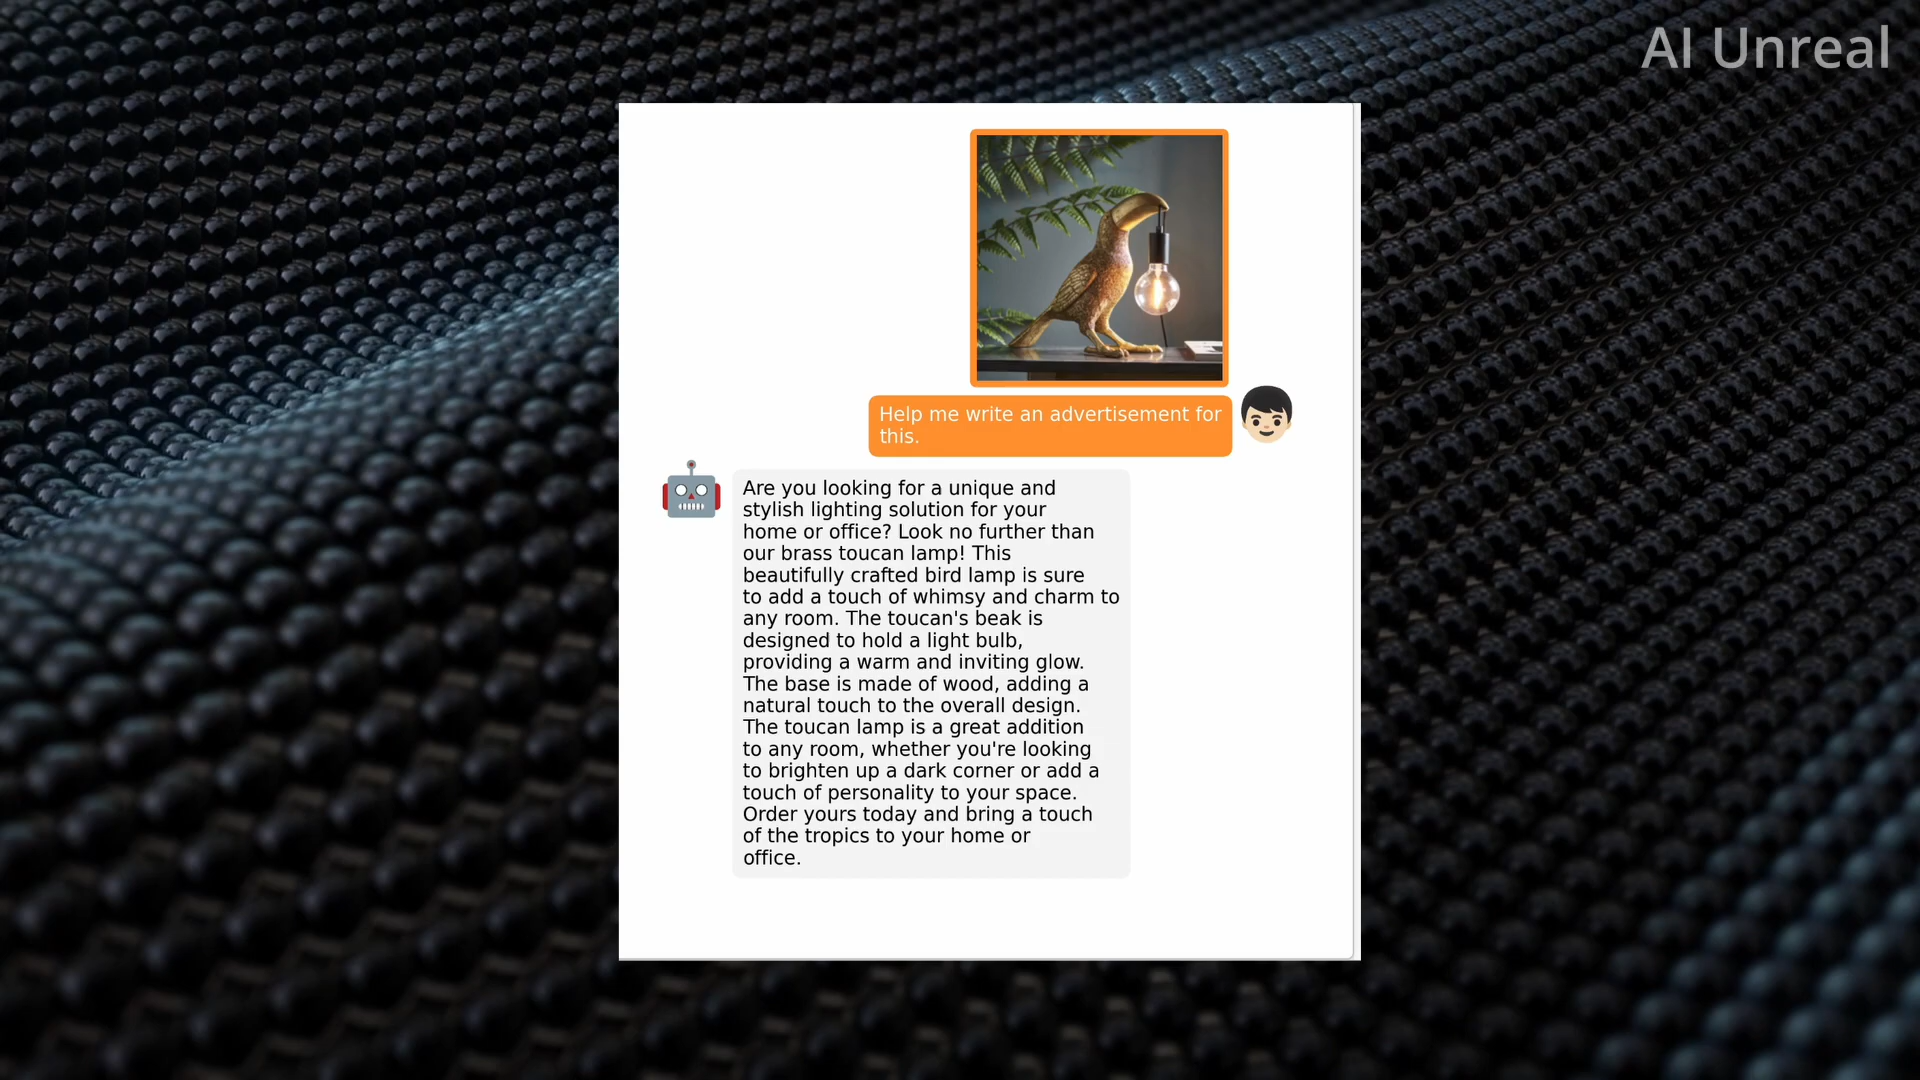 AI Unreal
Help me write an advertisement for
this.
Are you looking for a unique and
stylish lighting solution for your
home or office? Look no further than
our brass toucan lamp! This
beautifully crafted bird lamp is sure
to add a touch of whimsy and charm to
any room. The toucan's beak is
designed to hold a light bulb,
providing a warm and inviting glow.
The base is made of wood, adding a
natural touch to the overall design.
The toucan lamp is a great addition
to any room, whether you're looking
to brighten up a dark corner or add a
touch of personality to your space.
Order yours today and bring a touch
of the tropics to your home or
office.